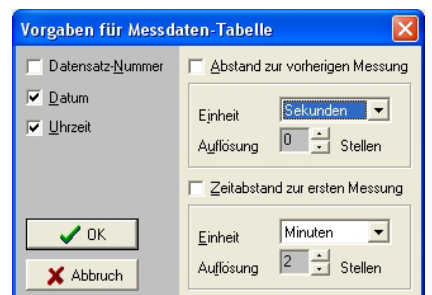 Vorgaben für Messdaten-Tabelle
Datensatz-Nummer
Datum
Uhrzeit
OK
Abbruch
Abstand zur vorherigen Messung
Einheit Sekunden
Auflösung 0 Stellen
Zeitabstand zur ersten Messung
Einheit Minuten
Auflösung 2 Stellen